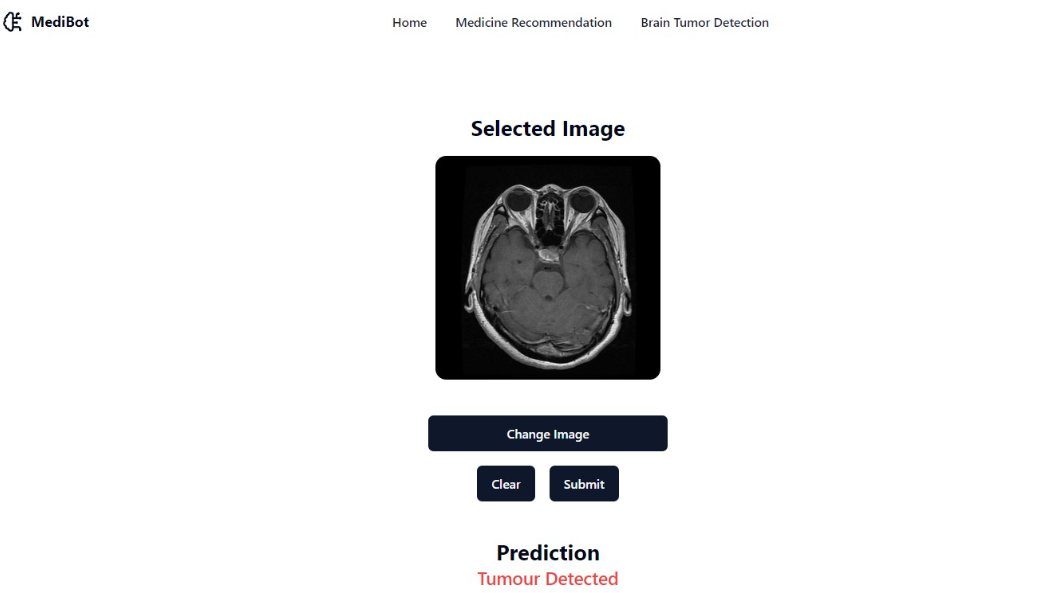 MediBot
Home Medicine Recommendation Brain Tumor Detection
Selected Image
Change Image
Clear Submit
Prediction
Tumour Detected